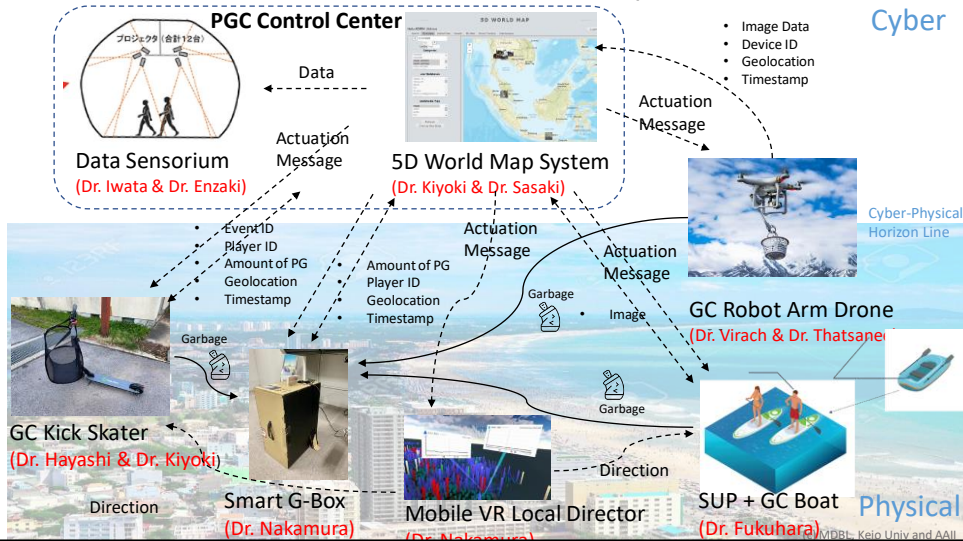 PGC Control Center
Cyber
プロジェクタ (合計12台)
5D WORLD MAP
Data
Image Data
Device ID
Geolocation
Timestamp
Actuation
Message
Actuation
Message
Data Sensorium
(Dr. Iwata & Dr. Enzaki)
5D World Map System
(Dr. Kiyoki & Dr. Sasaki)
Cyber-Physical
Horizon Line
Event ID
Player ID
Amount of PG
Geolocation
Timestamp
Amount of PG
Player ID
Geolocation
Timestamp
Actuation
Message
Actuation
Message
Garbage
Image
GC Robot Arm Drone
(Dr. Virach & Dr. Thatsanee
Garbage
Garbage
GC Kick Skater
(Dr. Hayashi & Dr. Kiyoki)
Direction
Direction
Smart G-Box
(Dr. Nakamura)
Mobile VR Local Director
(Dr. Nakamura)
SUP + GC Boat
(Dr. Fukuhara)
Physical
MDBL, Keio Univ and AAII